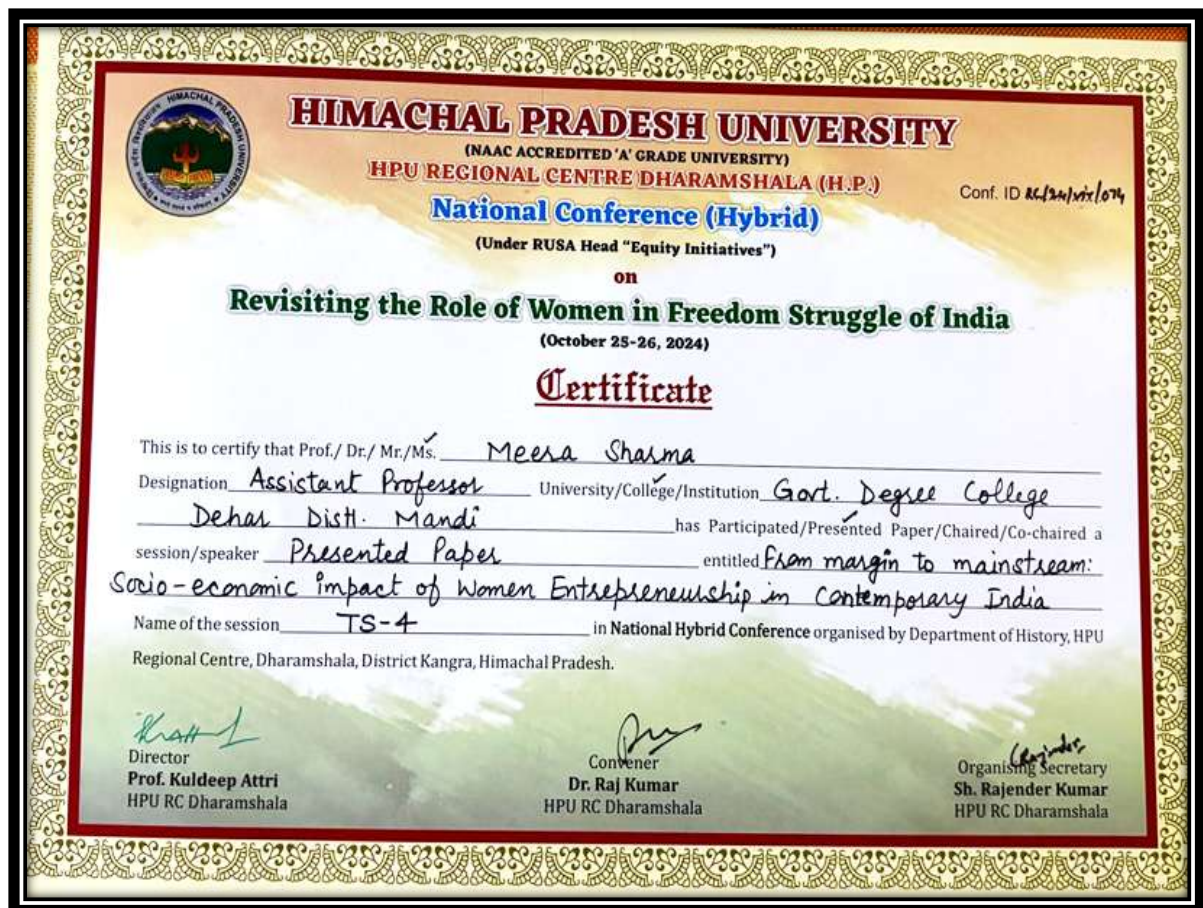 HIMACHAL PRADESH UNIVERSITY
HIMACHAL PRADESH UNIVERSITY
(NAAC ACCREDITED 'A' GRADE UNIVERSITY)
HPU REGIONAL CENTRE DHARAMSHALA (H.P.)
Conf. ID
National Conference (Hybrid)
(Under RUSA Head "Equity Initiatives")
on
Revisiting the Role of Women in Freedom Struggle of India
(October 25-26, 2024)
Certificate
This is to certify that Prof./ Dr./ Mr./Ms. Meera Sharma
Designation Assistant Professor University/College/Institution Govt. Degree College
Dehar Distt. Mandi has Participated/Presented Paper/Chaired/Co-chaired a
session/speaker Presented Paper entitled From margin to mainstream:
Socio-economic impact of Women Entrepreneurship in Contemporary India
Name of the session TS-4 in National Hybrid Conference organised by Department of History, HPU
Regional Centre, Dharamshala, District Kangra, Himachal Pradesh.
Director
Prof. Kuldeep Attri
HPU RC Dharamshala
Convener
Dr. Raj Kumar
HPU RC Dharamshala
Organising Secretary
Sh. Rajender Kumar
HPU RC Dharamshala